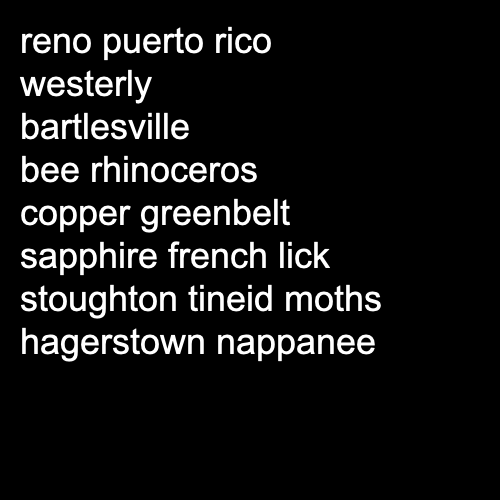 reno puerto rico
westerly
bartlesville
bee rhinoceros
copper greenbelt
sapphire french lick
stoughton tineid moths
hagerstown nappanee